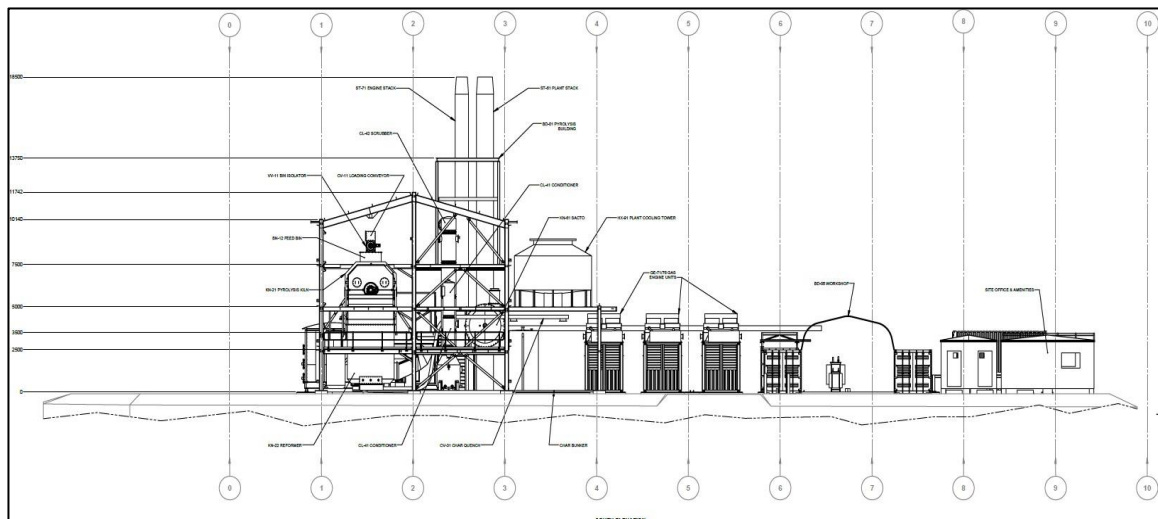 0 1 2 3 4 5 6 7 8 9 10
18500
ST-71 ENGINE STACK
ST-81 PLANT STACK
CL-42 SCRUBBER
BD-01 PYROLYSIS
BUILDING
13750
VV-11 BIN ISOLATOR
CV-11 LOADING CONVEYOR
CL-41 CONDITIONER
11742
10140
KN-61 SACTO
HX-91 PLANT COOLING TOWER
BN-12 FEED BIN
7500
KN-21 PYROLYSIS KILN
GAS
ENGINE UNITS
BD-05 WORKSHOP
SITE OFFICE & AMENITIES
5000
3500
2500
0
KN-22 REFORMER
CL-41 CONDITIONER
CV-31 CHAR QUENCH
CHAR BUNKER
0 1 2 3 4 5 6 7 8 9 10